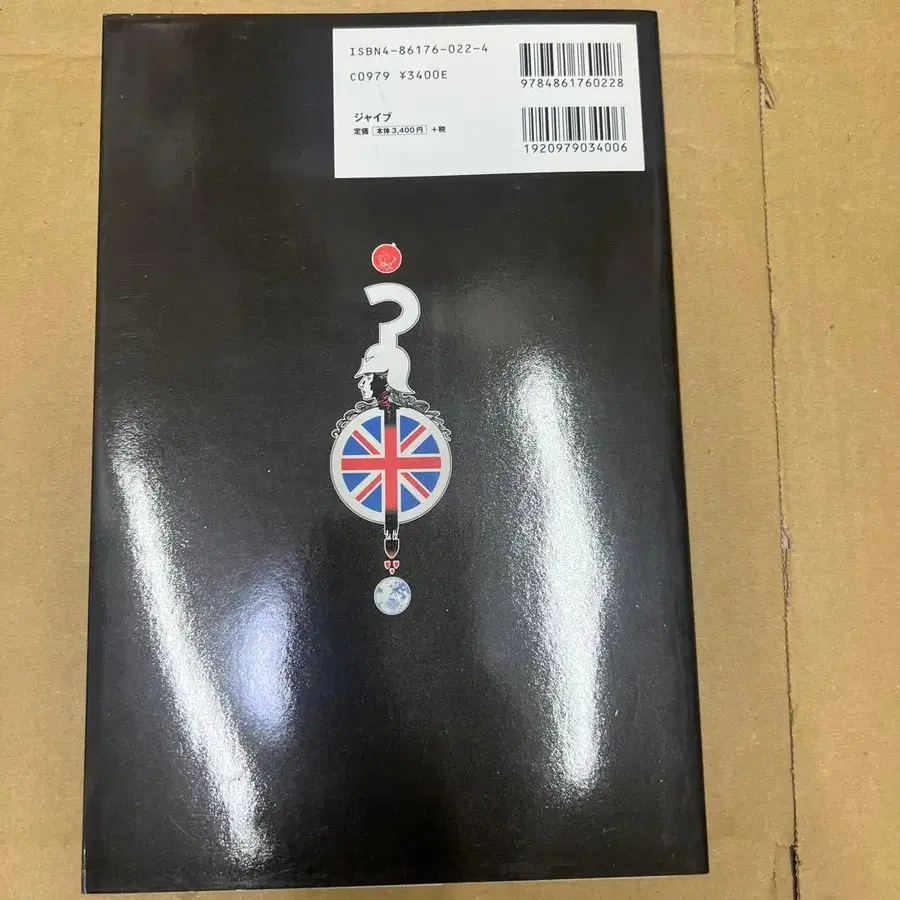 ISBN4-86176-022-4
C0979 ¥3400E
9784861760228
ジャイブ
定価 本体3,400円 +税
1920979034006